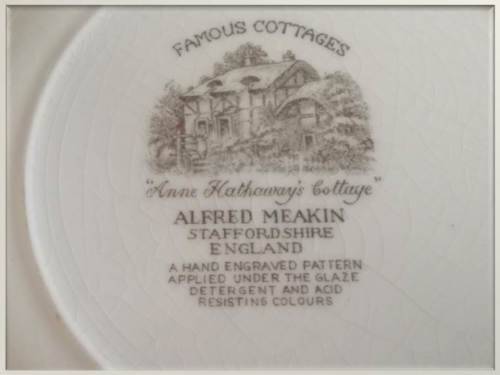 FAMOUS COTTAGES
"Anne Hathaway's Cottage"
ALFRED MEAKIN
STAFFORDSHIRE
ENGLAND
A HAND ENGRAVED PATTERN
APPLIED UNDER THE GLAZE
DETERGENT AND ACID
RESISTING COLOURS